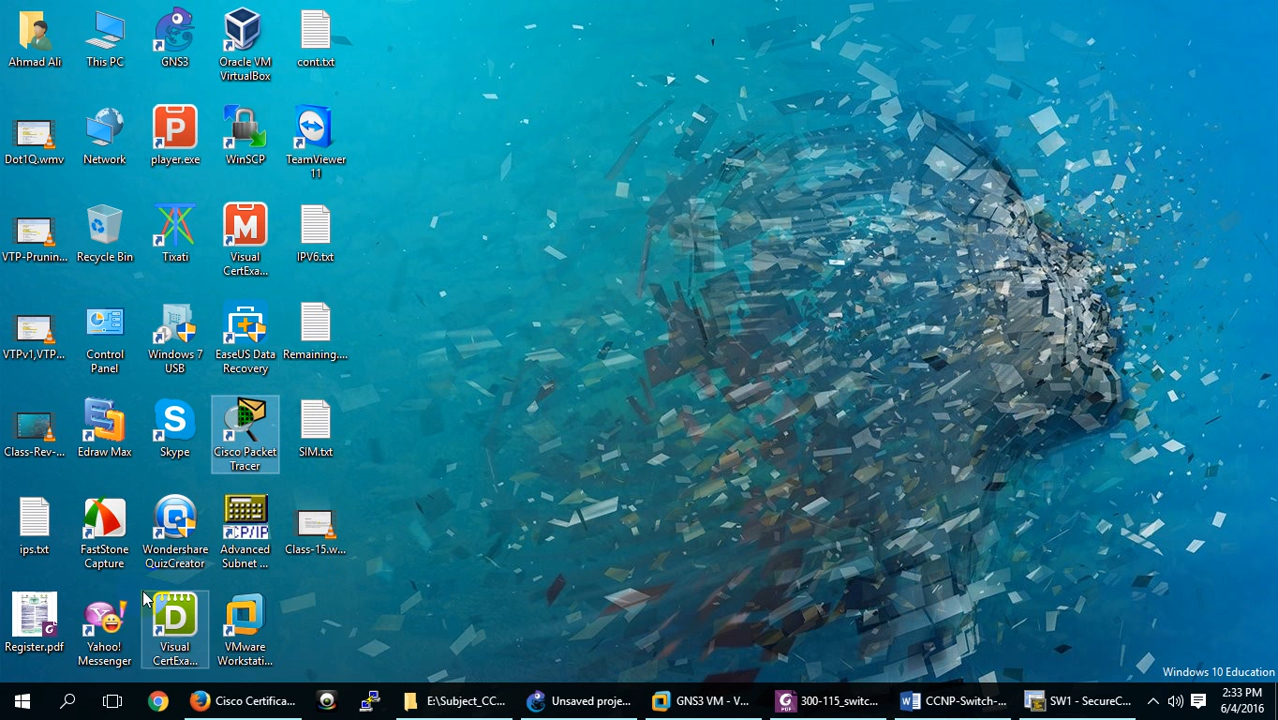 Ahmad Ali
This PC
GNS3
Oracle VM
VirtualBox
cont.txt
Dot1Q.wmv
Network
P
player.exe
WinSCP
TeamViewer
11
VTP-Prunin...
Recycle Bin
Tixati
M
Visual
CertExa...
IPV6.txt
VTPv1,VTP...
Control
Panel
Windows 7
USB
EaseUS Data
Recovery
Remaining....
Class-Rev-...
Edraw Max
S
Skype
Cisco Packet
Tracer
SIM.txt
ips.txt
FastStone
Capture
Wondershare
QuizCreator
TCP/IP
Advanced
Subnet ...
Class-15.w...
Register.pdf
Yahoo!
Messenger
D
Visual
CertExa...
VMware
Workstati...
Windows 10 Education
Cisco Certifica...
E:\Subject_CC...
Unsaved proje...
GNS3 VM - V...
300-115_switc...
CCNP-Switch-...
SW1 - SecureC...
2:33 PM
6/4/2016